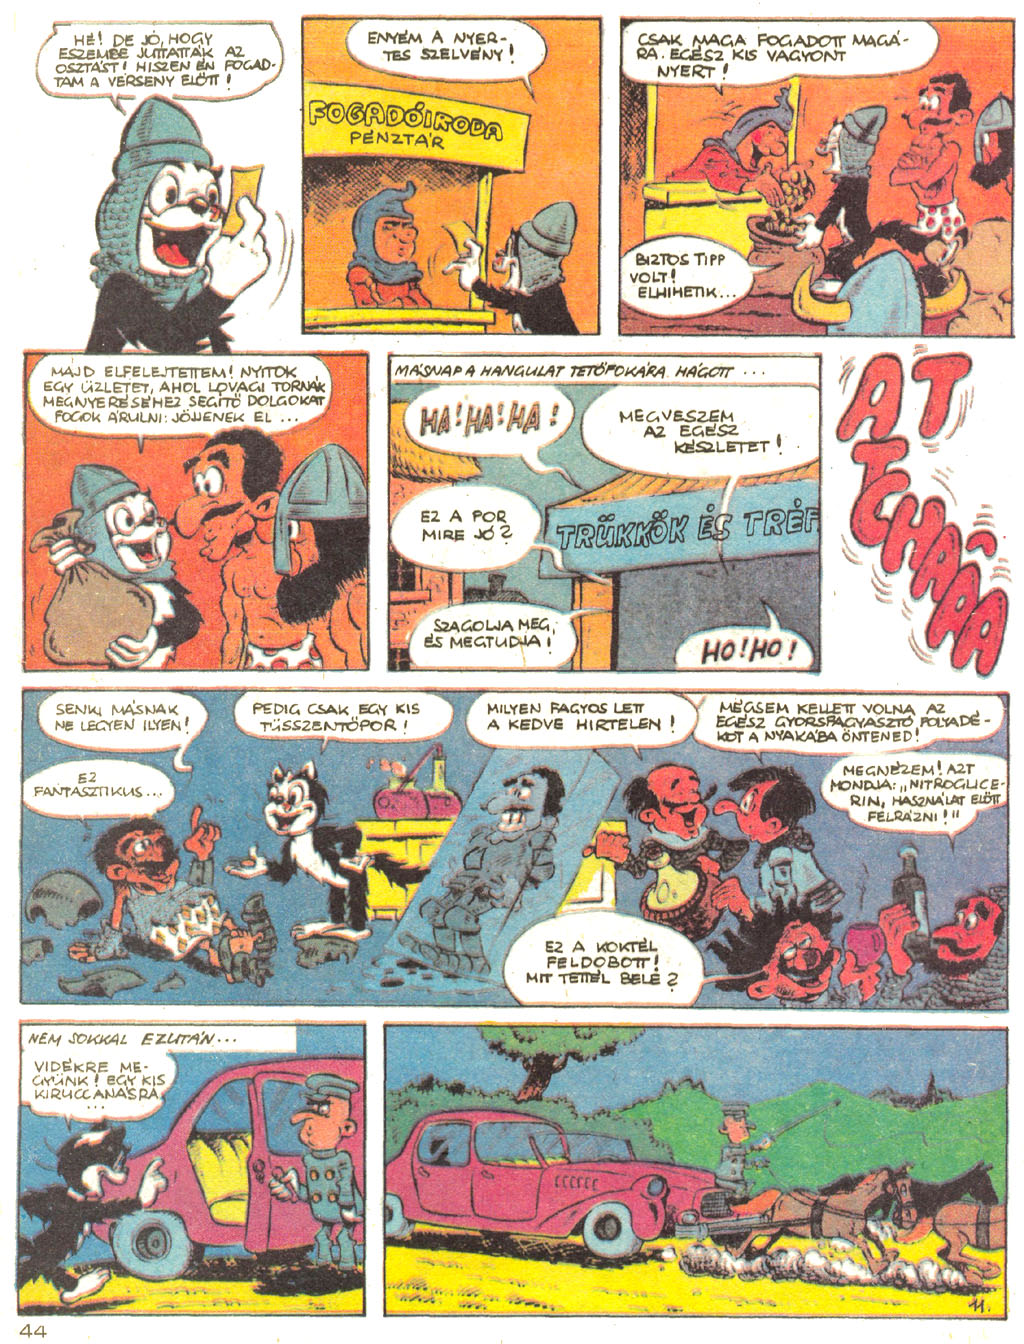 HÉ! DE JÓ, HOGY
ESZEMBE JUTTATTÁK AZ
OSZTÁST! HISZEN ÉN FOGAD-
TAM A VERSENY ELŐTT!
ENYÉM A NYER-
TES SZELVÉNY!
FOGADÓIRODA
PÉNZTÁR
CSAK MAGA FOGADOTT MAGÁ-
RA. EGÉSZ KIS VAGYONT
NYERT!
BIZTOS TIPP
VOLT!
ELHIHETIK...
MAJD ELFELEJTETTEM! NYITOK
EGY ÜZLETET, AHOL LOVAGI TORNÁK
MEGNYERÉSÉHEZ SEGÍTŐ DOLGOKAT
FOGOK ÁRULNI: JÖJJENEK EL...
MÁSNAP A HANGULAT TETŐFOKÁRA HÁGOTT ...
HA! HA! HA!
MEGVESZEM
AZ EGÉSZ
KÉSZLETET!
EZ A POR
MIRE JÓ?
TRÜKKÖK ÉS TRÉF
SZAGOLJA MEG,
ÉS MEGTUDJA!
HO! HO!
AT
TCHAAA
SENKI MÁSNAK
NE LEGYEN ILYEN!
EZ
FANTASZTIKUS...
PEDIG CSAK EGY KIS
TÜSSZENTŐPOR!
MILYEN FAGYOS LETT
A KEDVE HIRTELEN!
MÉGSEM KELLETT VOLNA AZ
EGÉSZ GYORSFAGYASZTÓ FOLYADÉ-
KOT A NYAKÁBA ÖNTENED!
MEGNÉZEM! AZT
MONDJA: „NITROGLICE-
RIN, HASZNÁLAT ELŐTT
FELRÁZNI!"
EZ A KOKTÉL
FELDOBOTT!
MIT TETTÉL BELE?
NEM SOKKAL EZUTÁN...
VIDÉKRE ME-
GYÜNK! EGY KIS
KIRUCCANÁSRA
...
11.
44